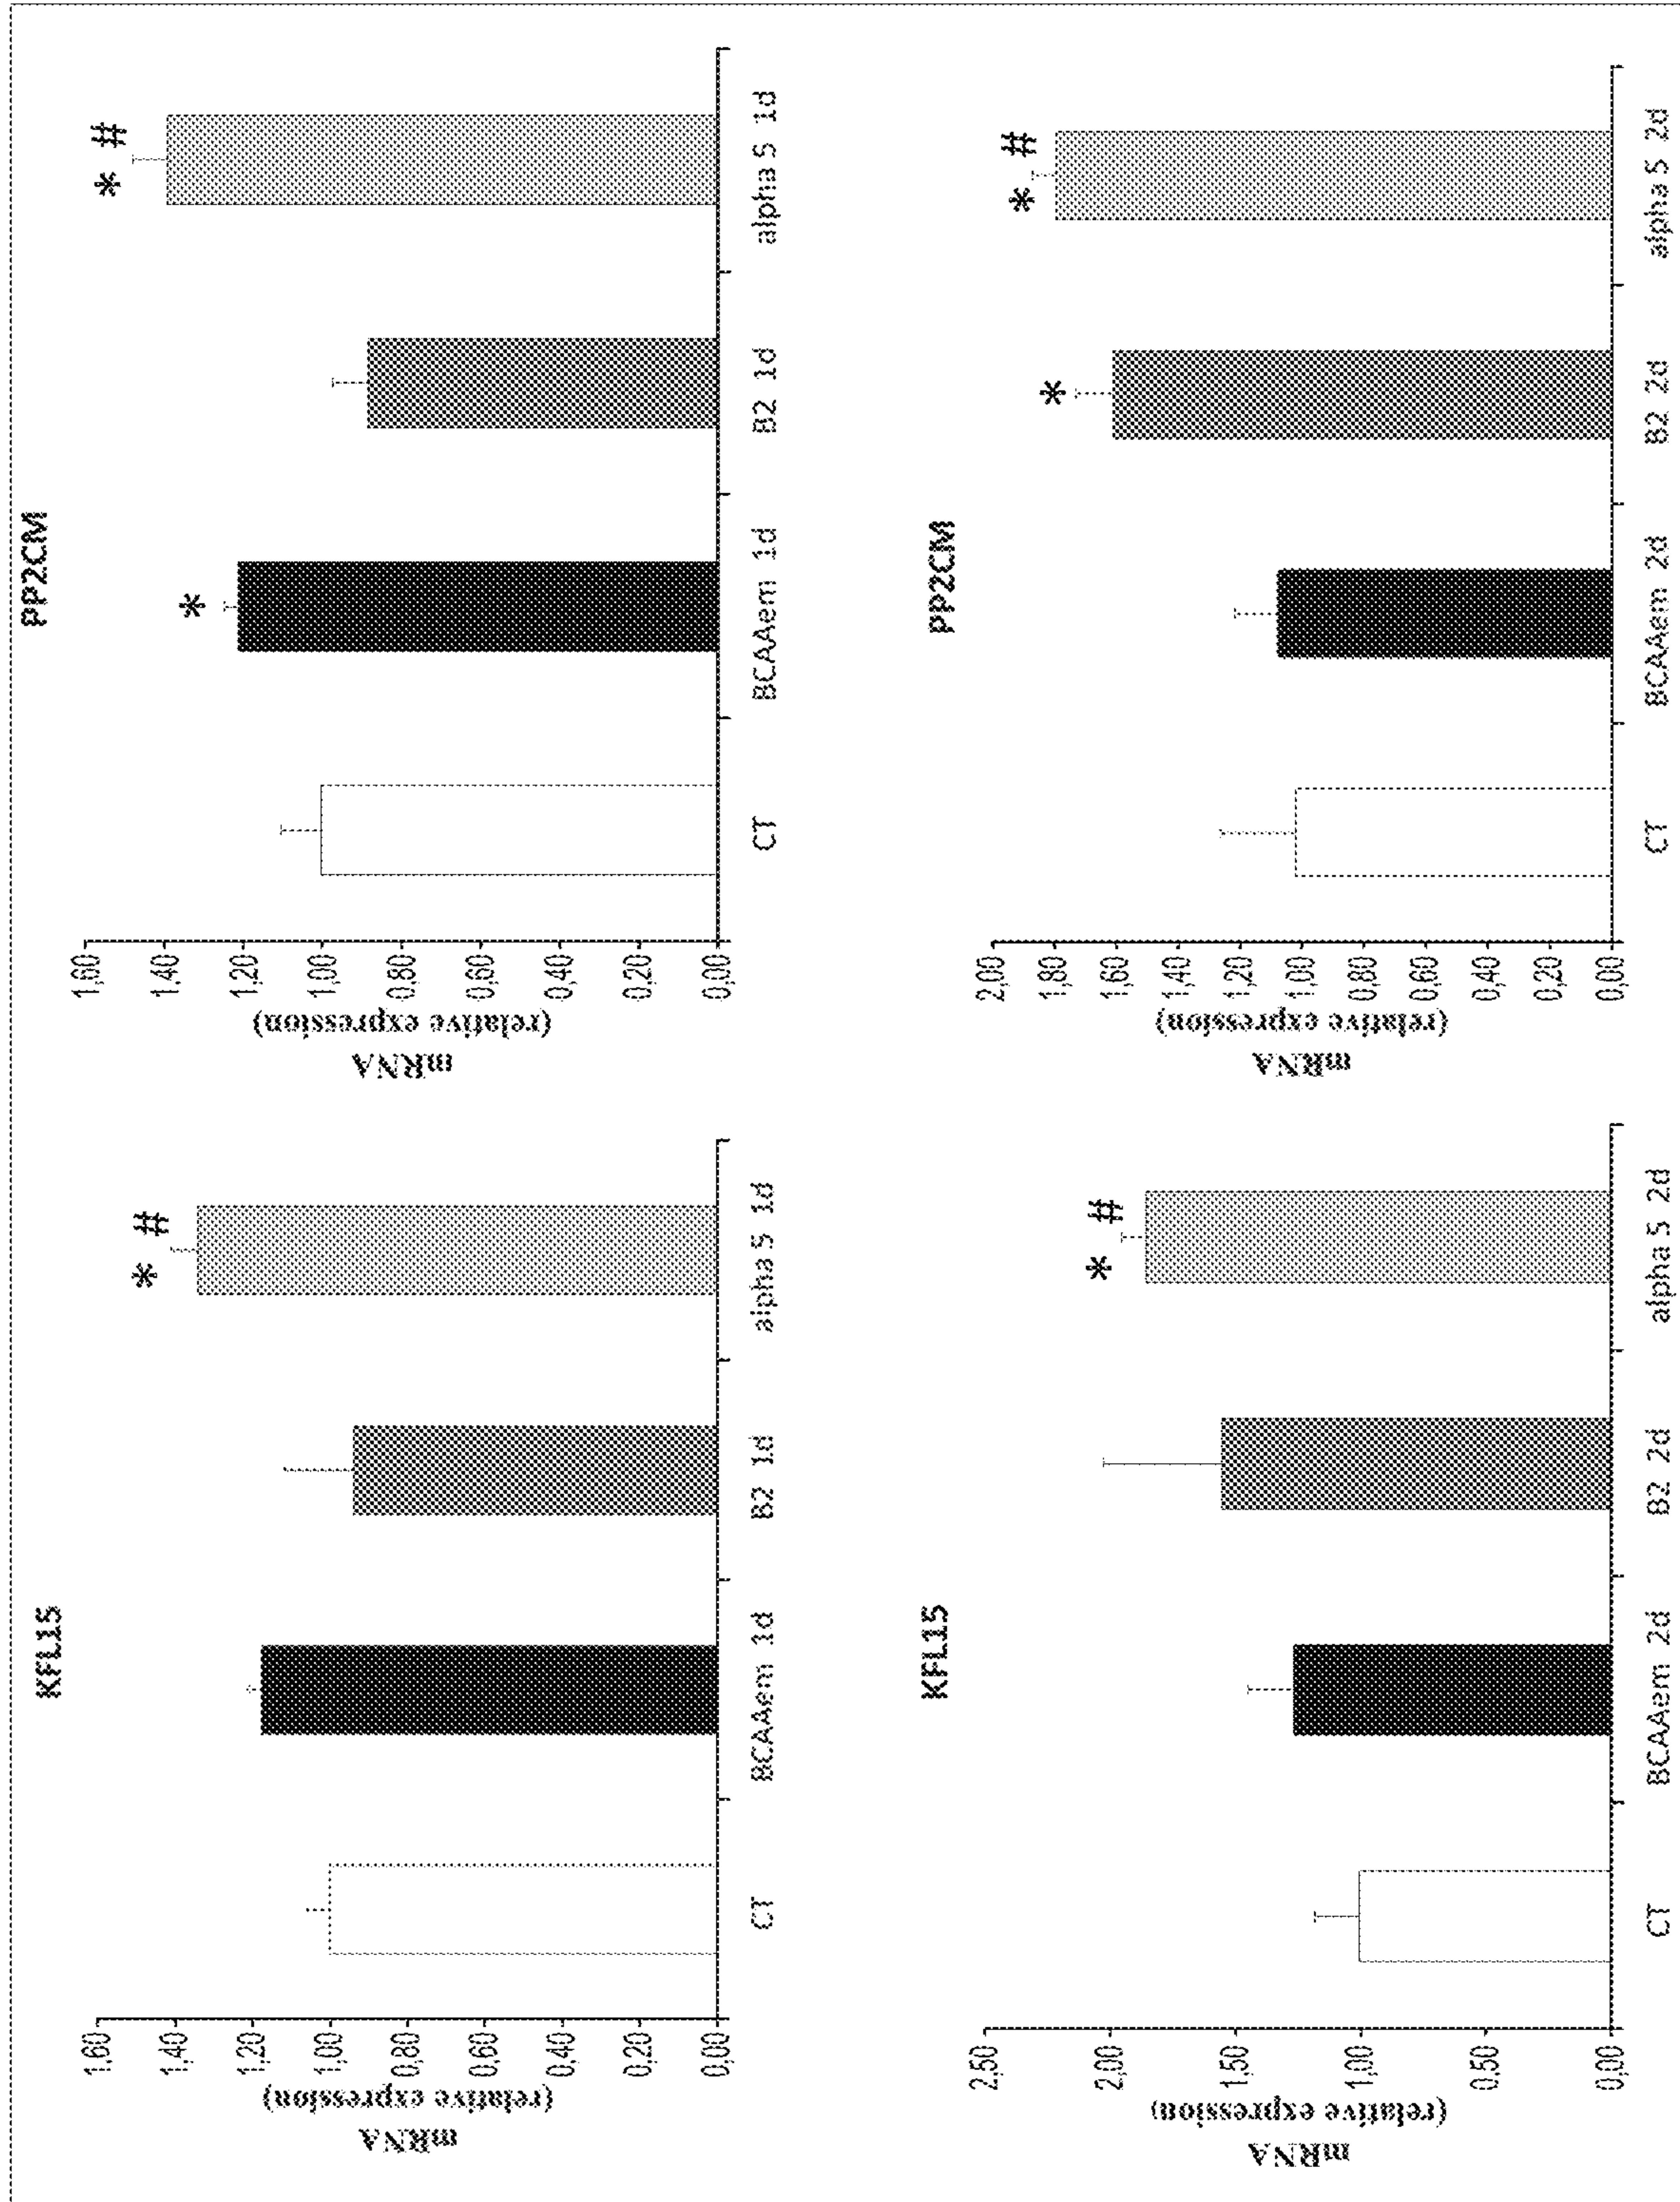 KFL15
mRNA
(relative expression)
1,60
1,40
1,20
1,00
0,80
0,60
0,40
0,20
0,00
* #
CT BCAAem 1d B2 1d alpha 5 1d
PP2CM
mRNA
(relative expression)
1,60
1,40
1,20
1,00
0,80
0,60
0,40
0,20
0,00
*
* #
CT BCAAem 1d B2 1d alpha 5 1d
KFL15
mRNA
(relative expression)
2,50
2,00
1,50
1,00
0,50
0,00
* #
CT BCAAem 2d B2 2d alpha 5 2d
PP2CM
mRNA
(relative expression)
2,00
1,80
1,60
1,40
1,20
1,00
0,80
0,60
0,40
0,20
0,00
*
* #
CT BCAAem 2d B2 2d alpha 5 2d